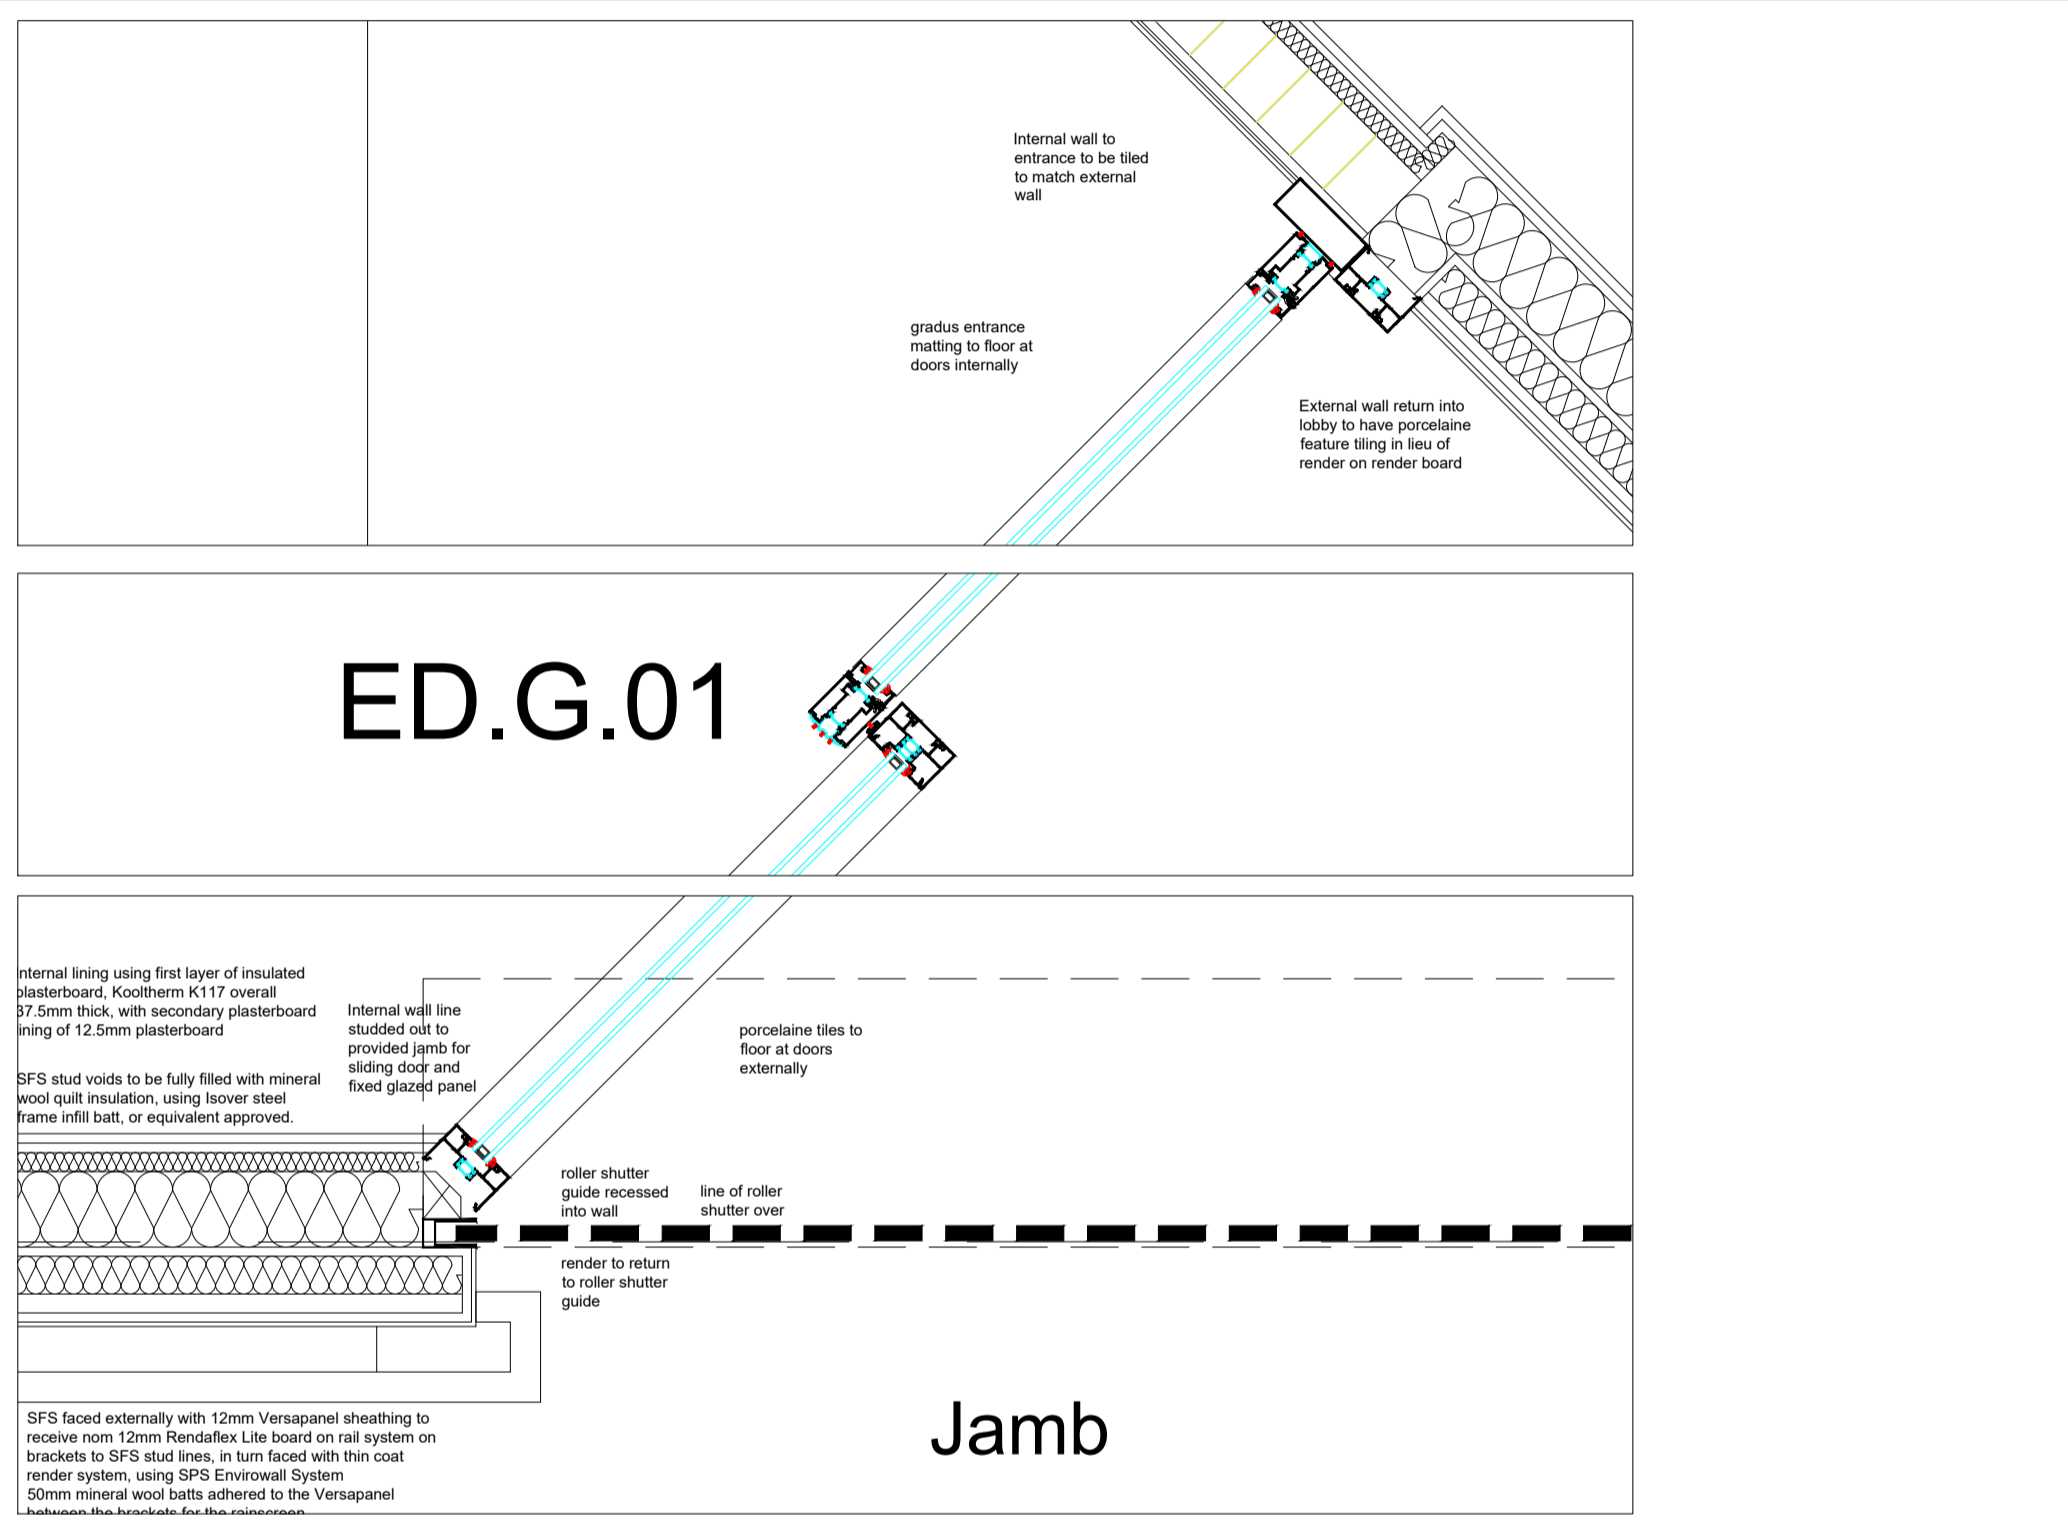 Internal wall to
entrance to be tiled
to match external
wall
gradus entrance
matting to floor at
doors internally
External wall return into
lobby to have porcelaine
feature tiling in lieu of
render on render board
ED.G.01
nternal lining using first layer of insulated
plasterboard, Kooltherm K117 overall
37.5mm thick, with secondary plasterboard
ining of 12.5mm plasterboard
SFS stud voids to be fully filled with mineral
wool quilt insulation, using Isover steel
frame infill batt, or equivalent approved.
Internal wall line
studded out to
provided jamb for
sliding door and
fixed glazed panel
porcelaine tiles to
floor at doors
externally
roller shutter
guide recessed
into wall
line of roller
shutter over
render to return
to roller shutter
guide
Jamb
SFS faced externally with 12mm Versapanel sheathing to
receive nom 12mm Rendaflex Lite board on rail system on
brackets to SFS stud lines, in turn faced with thin coat
render system, using SPS Envirowall System
50mm mineral wool batts adhered to the Versapanel
between the brackets for the rainscreen